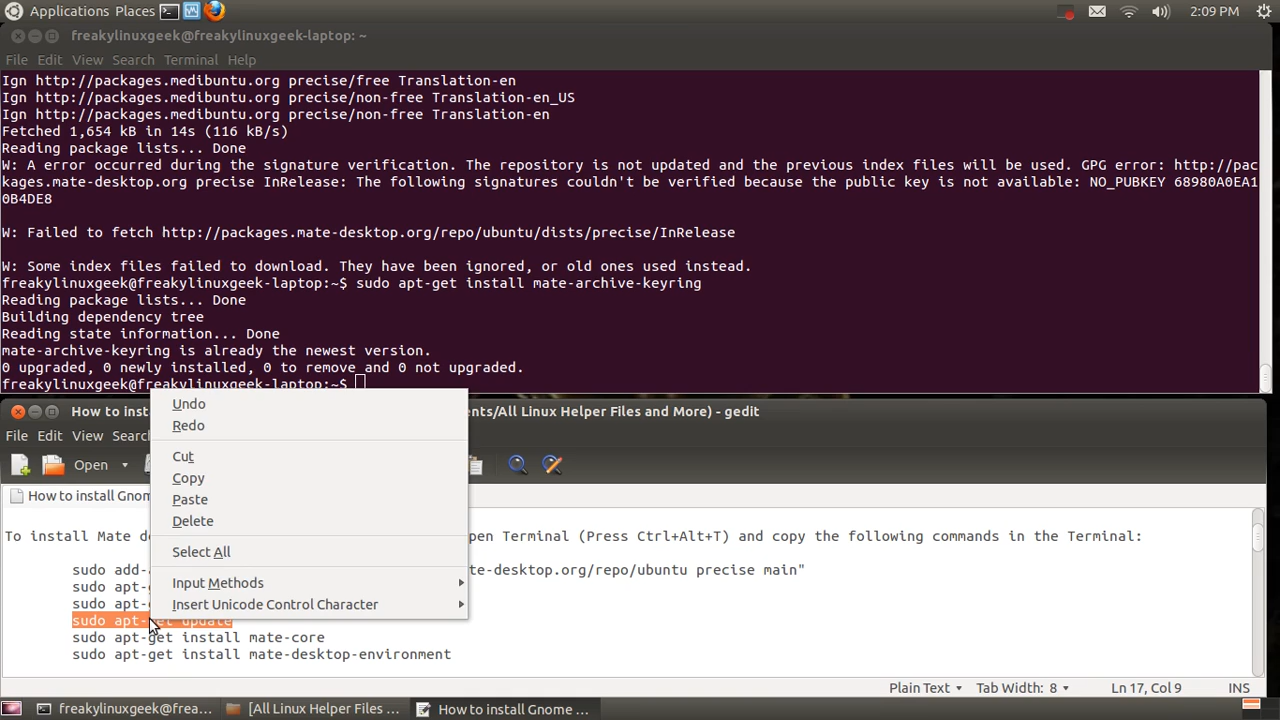 Applications Places 2:09 PM
freakylinuxgeek@freakylinuxgeek-laptop: ~
File Edit View Search Terminal Help
Ign http://packages.medibuntu.org precise/free Translation-en
Ign http://packages.medibuntu.org precise/non-free Translation-en_US
Ign http://packages.medibuntu.org precise/non-free Translation-en
Fetched 1,654 kB in 14s (116 kB/s)
Reading package lists... Done
W: A error occurred during the signature verification. The repository is not updated and the previous index files will be used. GPG error: http://pac
kages.mate-desktop.org precise InRelease: The following signatures couldn't be verified because the public key is not available: NO_PUBKEY 68980A0EA1
0B4DE8
W: Failed to fetch http://packages.mate-desktop.org/repo/ubuntu/dists/precise/InRelease
W: Some index files failed to download. They have been ignored, or old ones used instead.
freakylinuxgeek@freakylinuxgeek-laptop:~$ sudo apt-get install mate-archive-keyring
Reading package lists... Done
Building dependency tree
Reading state information... Done
mate-archive-keyring is already the newest version.
0 upgraded, 0 newly installed, 0 to remove and 0 not upgraded.
freakylinuxgeek@freakylinuxgeek-laptop:~$
How to inst ents/All Linux Helper Files and More) - gedit
File Edit View Searc
Open
How to install Gnom
To install Mate de pen Terminal (Press Ctrl+Alt+T) and copy the following commands in the Terminal:
sudo add-a te-desktop.org/repo/ubuntu precise main"
sudo apt-g
sudo apt-g
sudo apt-get update
sudo apt-get install mate-core
sudo apt-get install mate-desktop-environment
Undo
Redo
Cut
Copy
Paste
Delete
Select All
Input Methods
Insert Unicode Control Character
Plain Text Tab Width: 8 Ln 17, Col 9 INS
freakylinuxgeek@frea... [All Linux Helper Files ... How to install Gnome ...